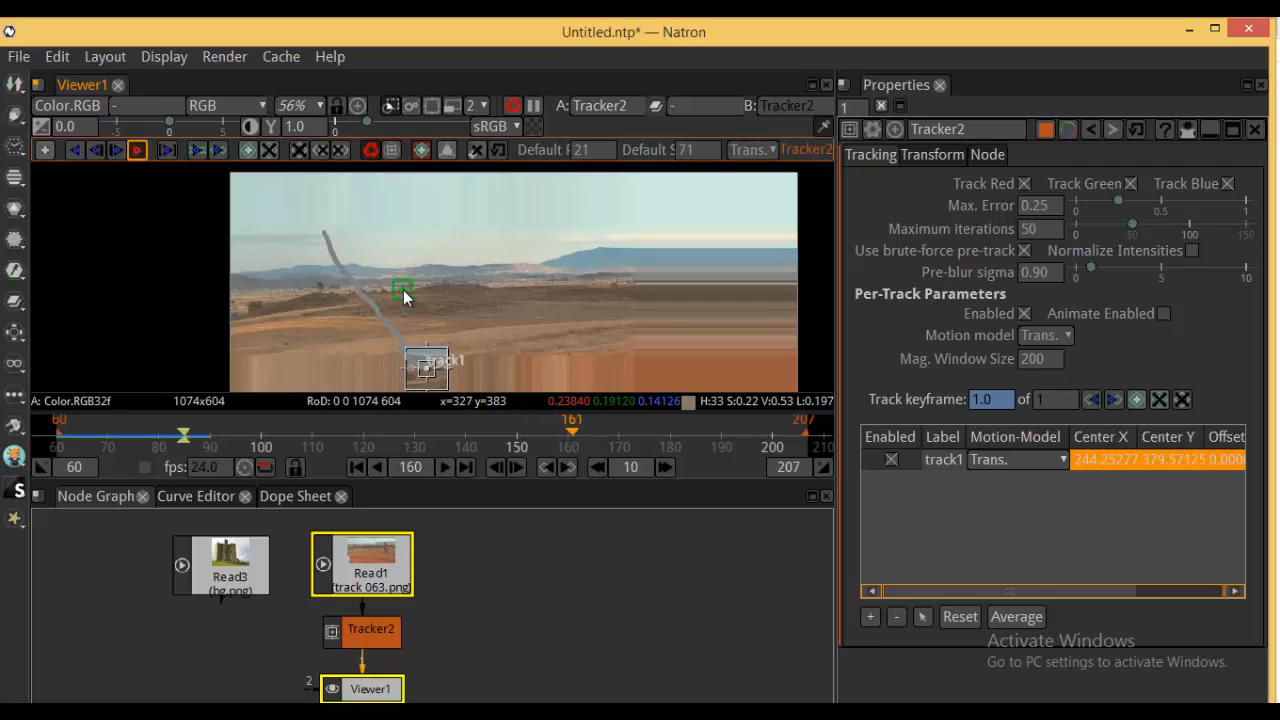 Untitled.ntp* — Natron
File Edit Layout Display Render Cache Help
Viewer1
Properties
Color.RGB - RGB 56% 2 A: Tracker2 - B: Tracker2
1
0.0 -5 0 5 1.0 0 sRGB
Tracker2
Default P 21 Default S 71 Trans. Tracker2
Tracking Transform Node
Track Red Track Green Track Blue
Max. Error 0.25 0 0.5 1
Maximum iterations 50 0 50 100 150
Use brute-force pre-track Normalize Intensities
Pre-blur sigma 0.90 0 5 10
Per-Track Parameters
Enabled Animate Enabled
Motion model Trans.
Mag. Window Size 200
track1
A: Color.RGB32f 1074x604 RoD: 0 0 1074 604 x=327 y=383 0.23840 0.19120 0.14126 H:33 S:0.22 V:0.53 L:0.197
Track keyframe: 1.0 of 1
60 161 207
60 70 80 90 100 110 120 130 140 150 160 170 180 190 200
Enabled Label Motion-Model Center X Center Y Offset
track1 Trans. 244.25277 379.57125 0.000
60 fps: 24.0 160 10 207
Node Graph Curve Editor Dope Sheet
Read3
(bg.png)
Read1
(track 063.png)
Tracker2
2 Viewer1
+ - Reset Average
Activate Windows
Go to PC settings to activate Windows.